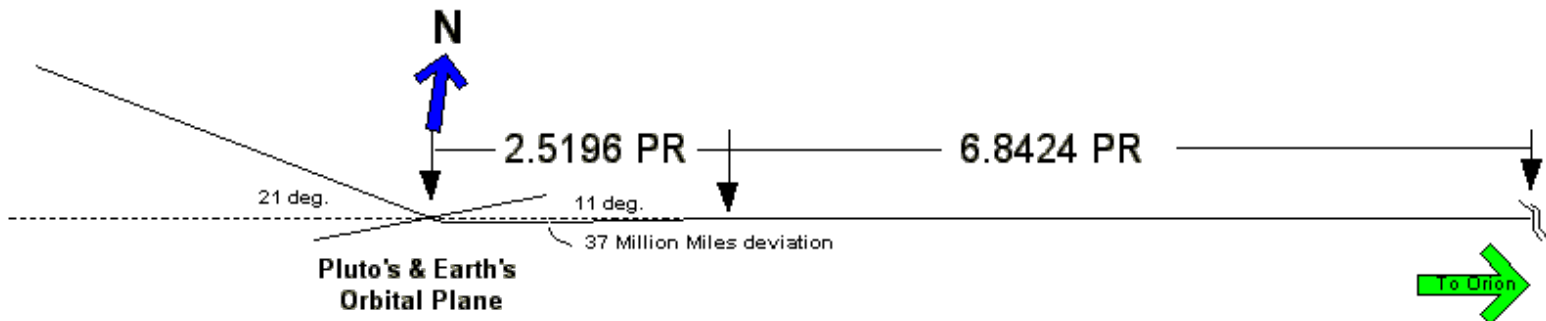 N
2.5196 PR
6.8424 PR
21 deg.
11 deg.
37 Million Miles deviation
Pluto's & Earth's
Orbital Plane
To Orion